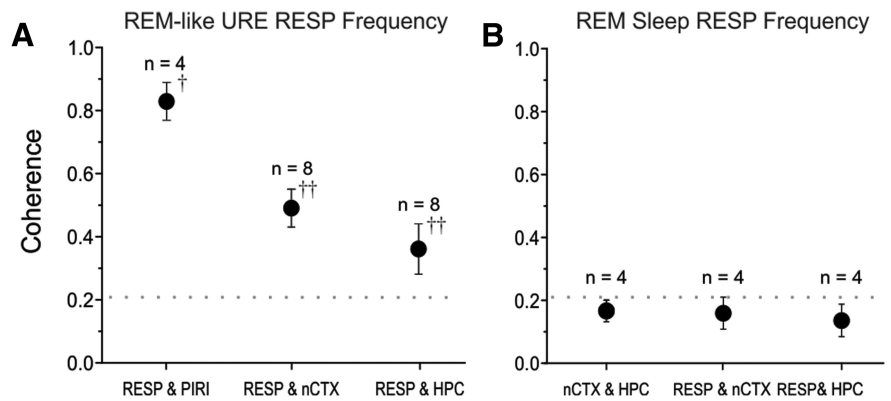 A
REM-like URE RESP Frequency
Coherence
1.0
0.8
0.6
0.4
0.2
0.0
n = 4
†
n = 8
††
n = 8
††
RESP & PIRI
RESP & nCTX
RESP & HPC
B
REM Sleep RESP Frequency
1.0
0.8
0.6
0.4
0.2
0.0
n = 4
n = 4
n = 4
nCTX & HPC
RESP & nCTX
RESP& HPC